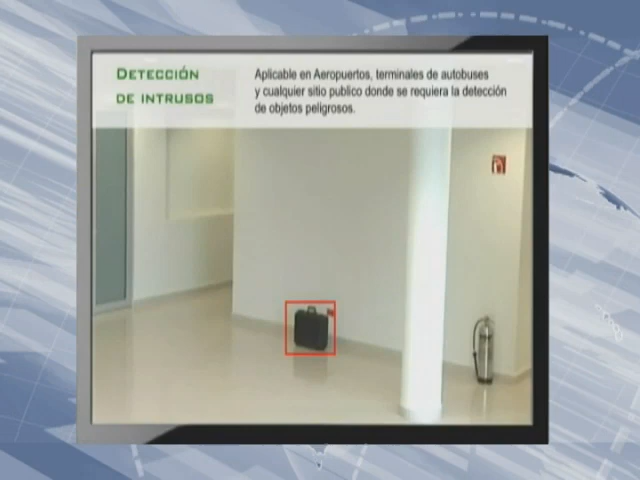 DETECCIÓN
DE INTRUSOS
Aplicable en Aeropuertos, terminales de autobuses
y cualquier sitio publico donde se requiera la detección
de objetos peligrosos.